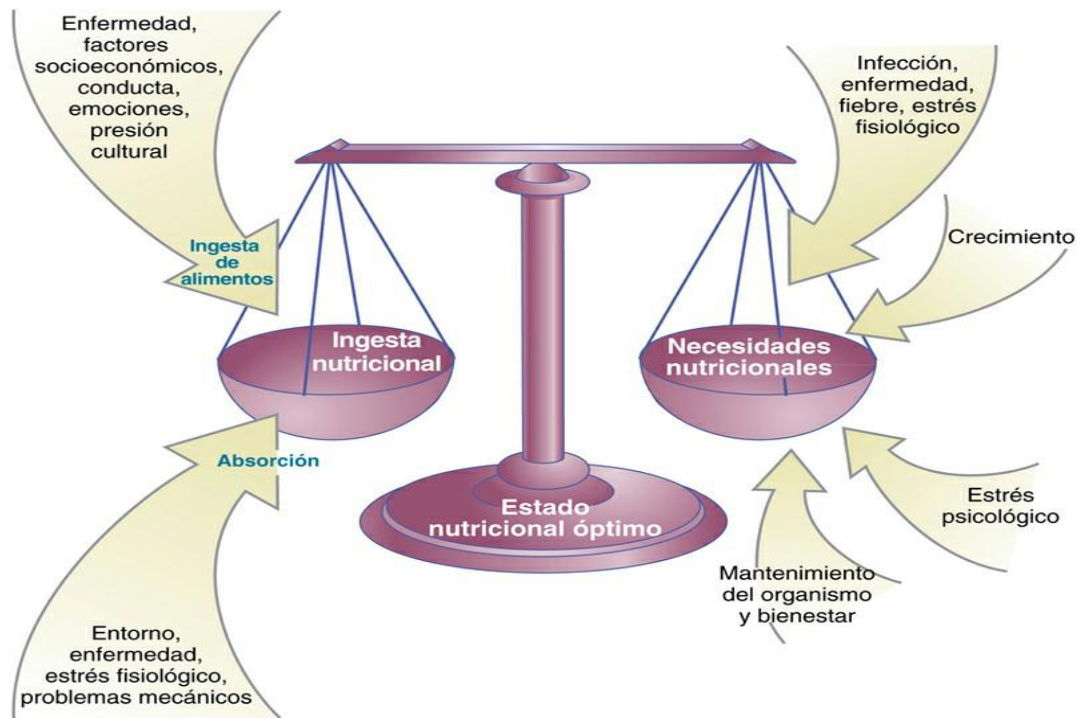 Enfermedad,
factores
socioeconómicos,
conducta,
emociones,
presión
cultural
Ingesta
de
alimentos
Ingesta
nutricional
Absorción
Entorno,
enfermedad,
estrés fisiológico,
problemas mecánicos
Estado
nutricional óptimo
Infección,
enfermedad,
fiebre, estrés
fisiológico
Crecimiento
Necesidades
nutricionales
Estrés
psicológico
Mantenimiento
del organismo
y bienestar